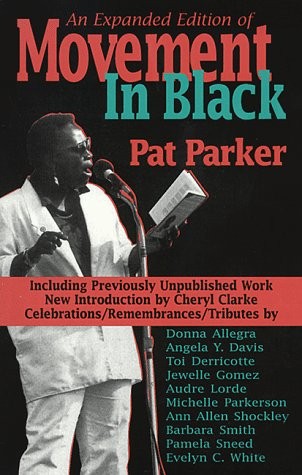 An Expanded Edition of
Movement
In Black
Pat Parker
Including Previously Unpublished Work
New Introduction by Cheryl Clarke
Celebrations/Remembrances/Tributes by
Donna Allegra
Angela Y. Davis
Toi Derricotte
Jewelle Gomez
Audre Lorde
Michelle Parkerson
Ann Allen Shockley
Barbara Smith
Pamela Sneed
Evelyn C. White